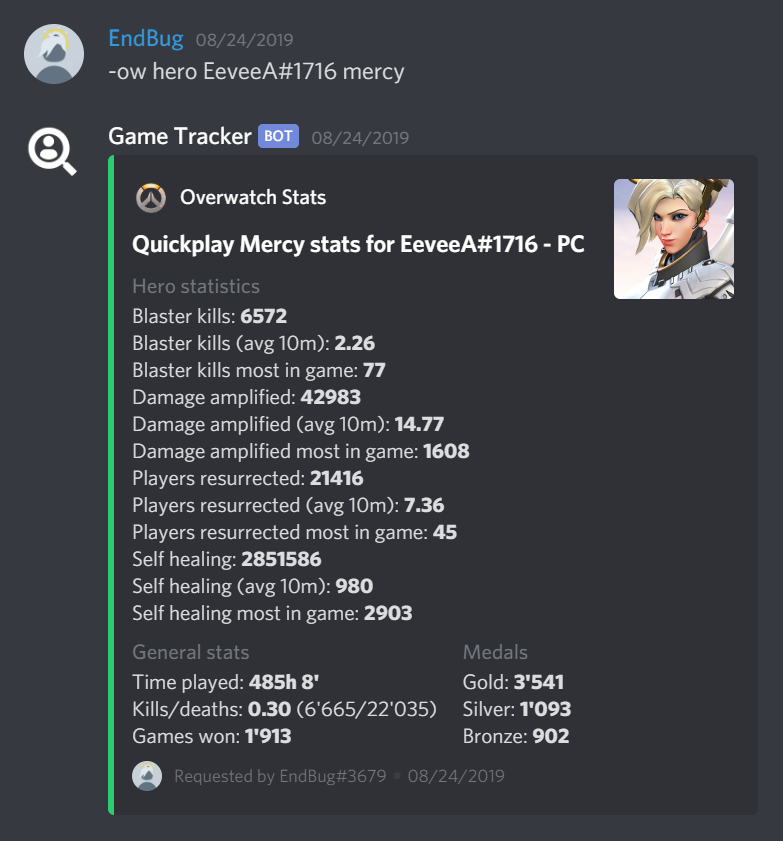 EndBug 08/24/2019
-ow hero EeveeA#1716 mercy
Game Tracker BOT 08/24/2019
Overwatch Stats
Quickplay Mercy stats for EeveeA#1716 - PC
Hero statistics
Blaster kills: 6572
Blaster kills (avg 10m): 2.26
Blaster kills most in game: 77
Damage amplified: 42983
Damage amplified (avg 10m): 14.77
Damage amplified most in game: 1608
Players resurrected: 21416
Players resurrected (avg 10m): 7.36
Players resurrected most in game: 45
Self healing: 2851586
Self healing (avg 10m): 980
Self healing most in game: 2903
General stats
Time played: 485h 8'
Kills/deaths: 0.30 (6'665/22'035)
Games won: 1'913
Medals
Gold: 3'541
Silver: 1'093
Bronze: 902
Requested by EndBug#3679 • 08/24/2019